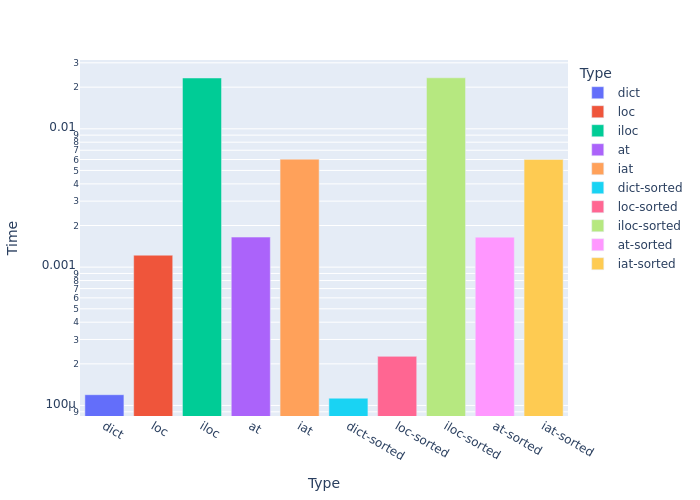 3
2
0.01
9
8
7
6
5
4
3
2
0.001
9
8
7
6
5
4
3
2
100μ
9
Time
dict
loc
iloc
at
iat
dict-sorted
loc-sorted
iloc-sorted
at-sorted
iat-sorted
Type
Type
dict
loc
iloc
at
iat
dict-sorted
loc-sorted
iloc-sorted
at-sorted
iat-sorted